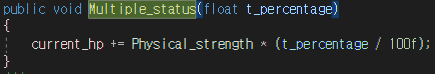 public void Multiple_status(float t_percentage)
{
current_hp += Physical_strength * (t_percentage / 100f);
}